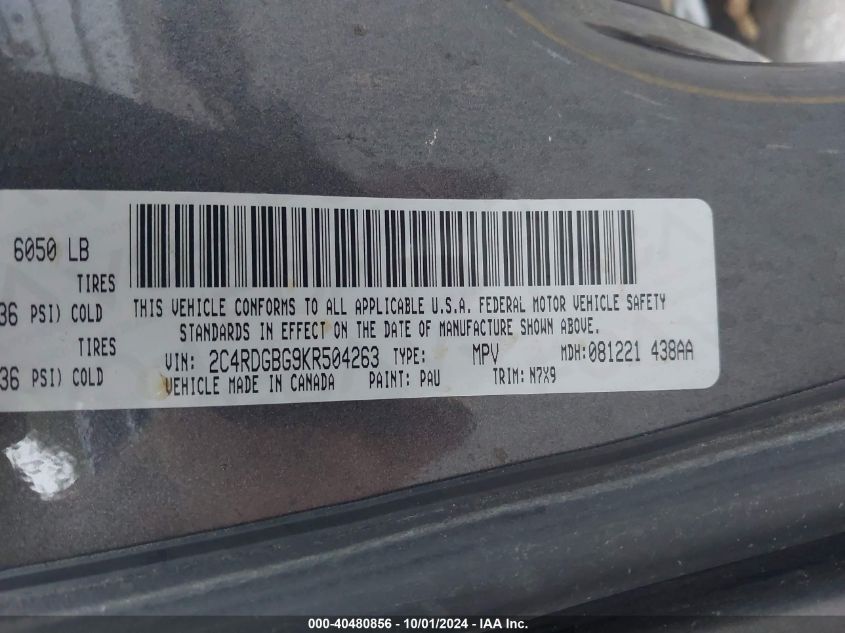 6050 LB
TIRES
36 PSI) COLD
TIRES
36 PSI) COLD
THIS VEHICLE CONFORMS TO ALL APPLICABLE U.S.A. FEDERAL MOTOR VEHICLE SAFETY
STANDARDS IN EFFECT ON THE DATE OF MANUFACTURE SHOWN ABOVE.
VIN: 2C4RDGBG9KR504263 TYPE: MPV MDH:081221 438AA
VEHICLE MADE IN CANADA PAINT: PAU TRIM: N7X9
000-40480856 - 10/01/2024 - IAA Inc.